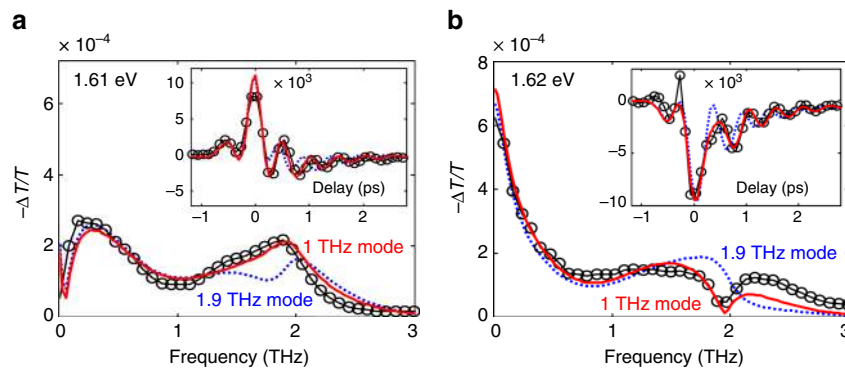 a
× 10⁻⁴
1.61 eV
× 10³
10
5
0
−5
−1 0 1 2
Delay (ps)
6
4
2
0
−ΔT/T
1 THz mode
1.9 THz mode
0 1 2 3
Frequency (THz)
b
× 10⁻⁴
1.62 eV
× 10³
0
−5
−10
−1 0 1 2
Delay (ps)
8
6
4
2
0
−ΔT/T
1.9 THz mode
1 THz mode
0 1 2 3
Frequency (THz)